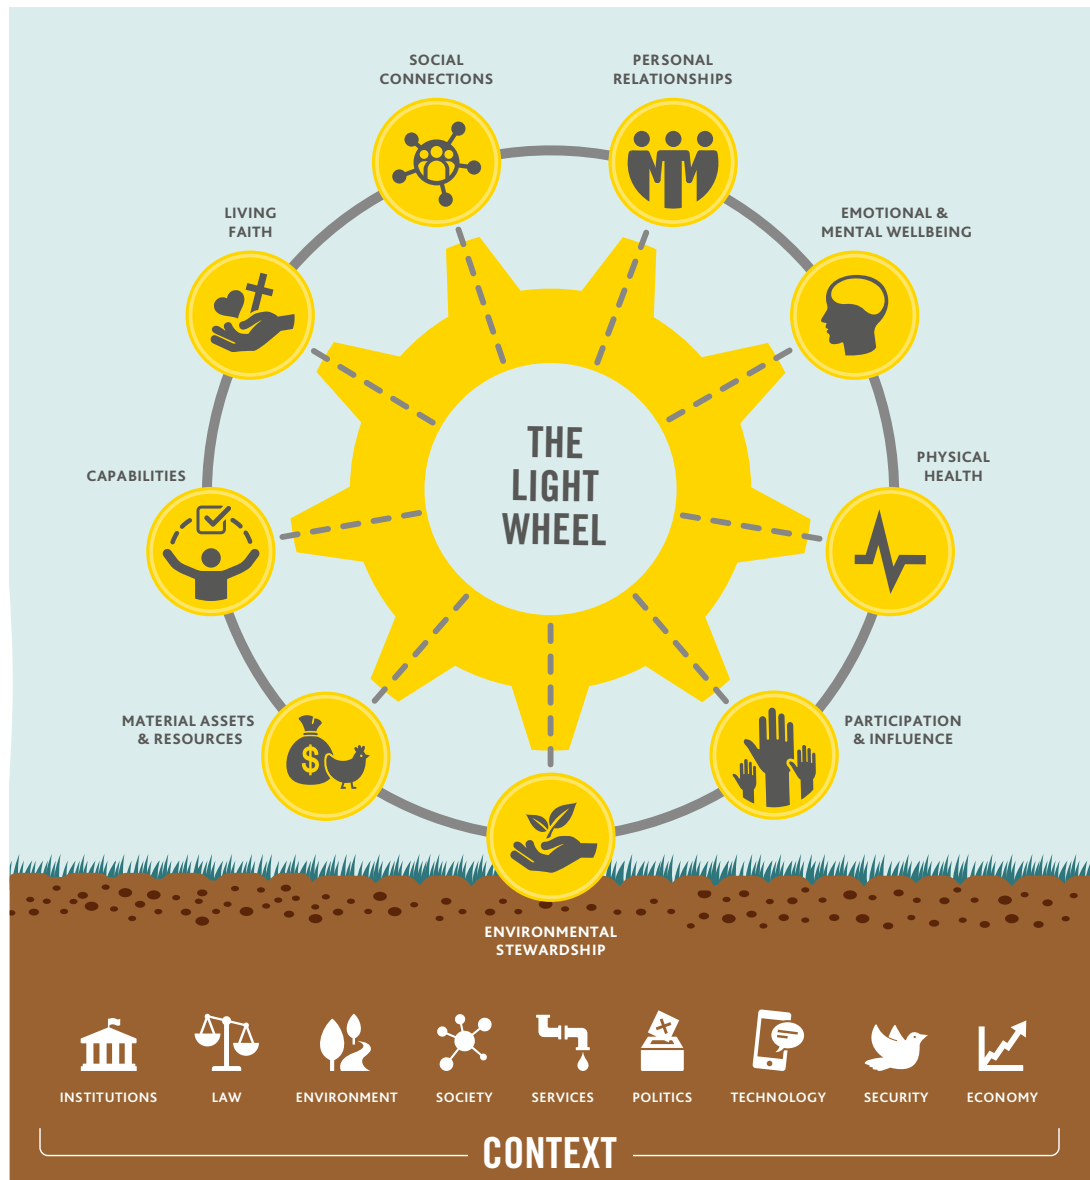 SOCIAL
CONNECTIONS
PERSONAL
RELATIONSHIPS
LIVING
FAITH
EMOTIONAL &
MENTAL WELLBEING
THE
LIGHT
WHEEL
CAPABILITIES
PHYSICAL
HEALTH
$
MATERIAL ASSETS
& RESOURCES
PARTICIPATION
& INFLUENCE
ENVIRONMENTAL
STEWARDSHIP
INSTITUTIONS
LAW
ENVIRONMENT
SOCIETY
SERVICES
POLITICS
TECHNOLOGY
SECURITY
ECONOMY
CONTEXT